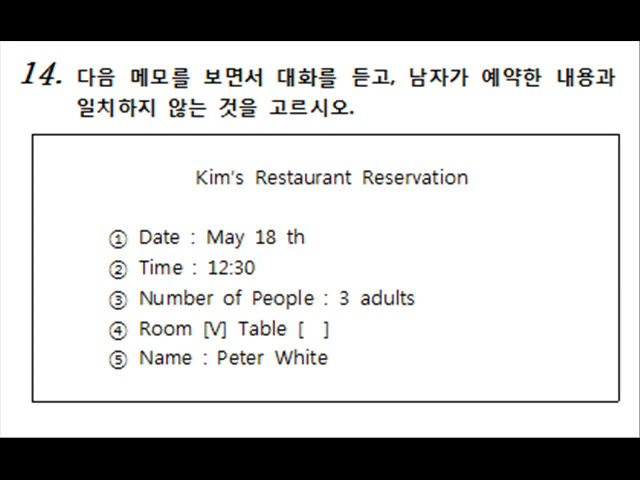 14. 다음 메모를 보면서 대화를 듣고, 남자가 예약한 내용과
일치하지 않는 것을 고르시오.
Kim's Restaurant Reservation
① Date : May 18 th
② Time : 12:30
③ Number of People : 3 adults
④ Room [V] Table [ ]
⑤ Name : Peter White